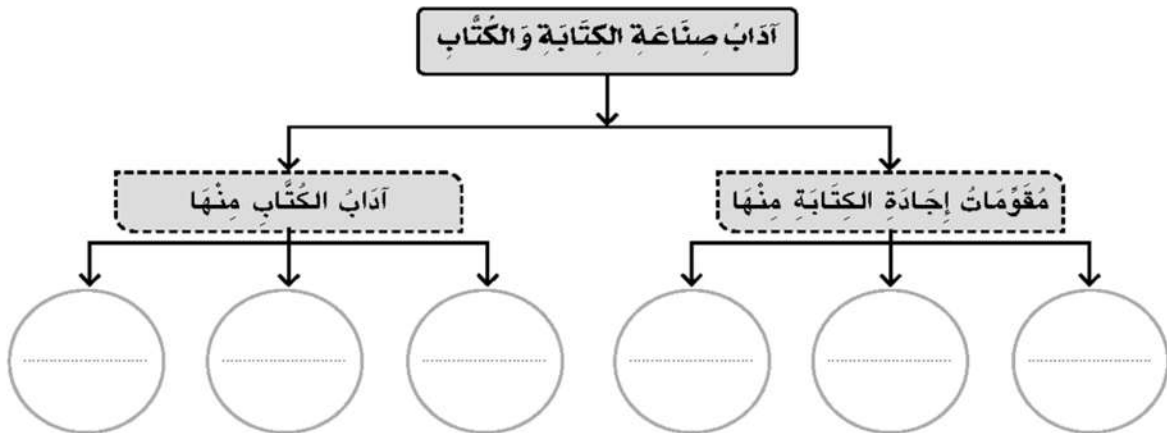 آدَابُ صِنَاعَةِ الكِتَابَةِ وَالكُتَّابِ
مُقَوِّمَاتُ إِجَادَةِ الكِتَابَةِ مِنْهَا
آدَابُ الكُتَّابِ مِنْهَا